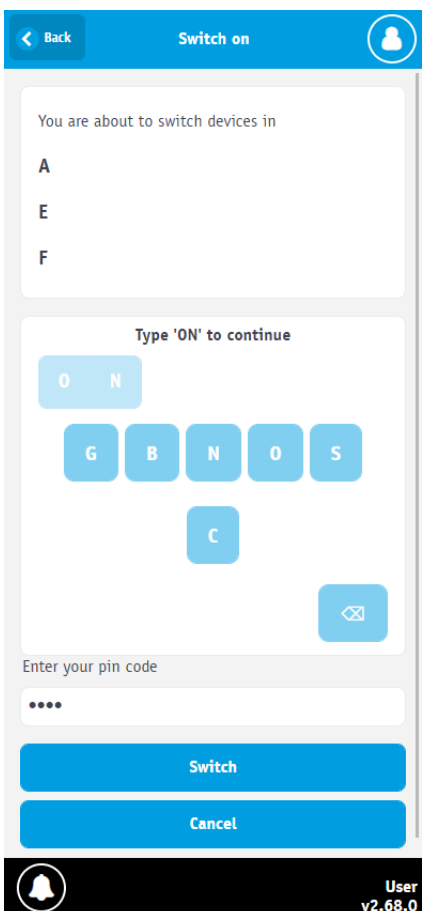 Back Switch on
You are about to switch devices in
A
E
F
Type 'ON' to continue
O N
G B N O S
C
Enter your pin code
••••
Switch
Cancel
User
v2.68.0